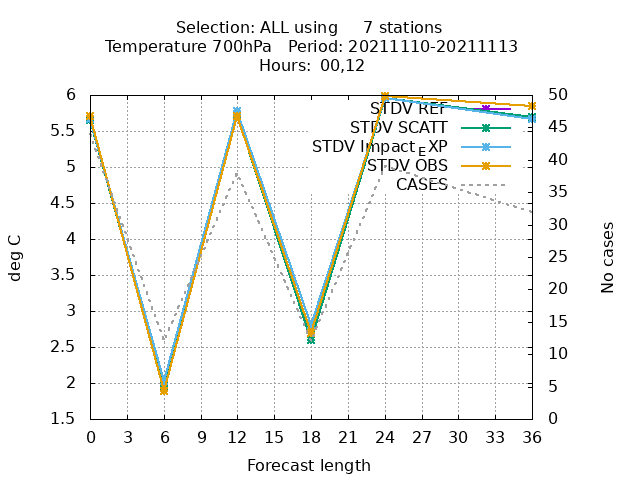 Selection: ALL using     7 stations
Temperature 700hPa   Period: 20211110-20211113
Hours: 00,12
STDV REF
STDV SCATT
STDV Impact_EXP
STDV OBS
CASES
6
5.5
5
4.5
4
3.5
3
2.5
2
1.5
deg C
50
45
40
35
30
25
20
15
10
5
0
No cases
0 3 6 9 12 15 18 21 24 27 30 33 36
Forecast length